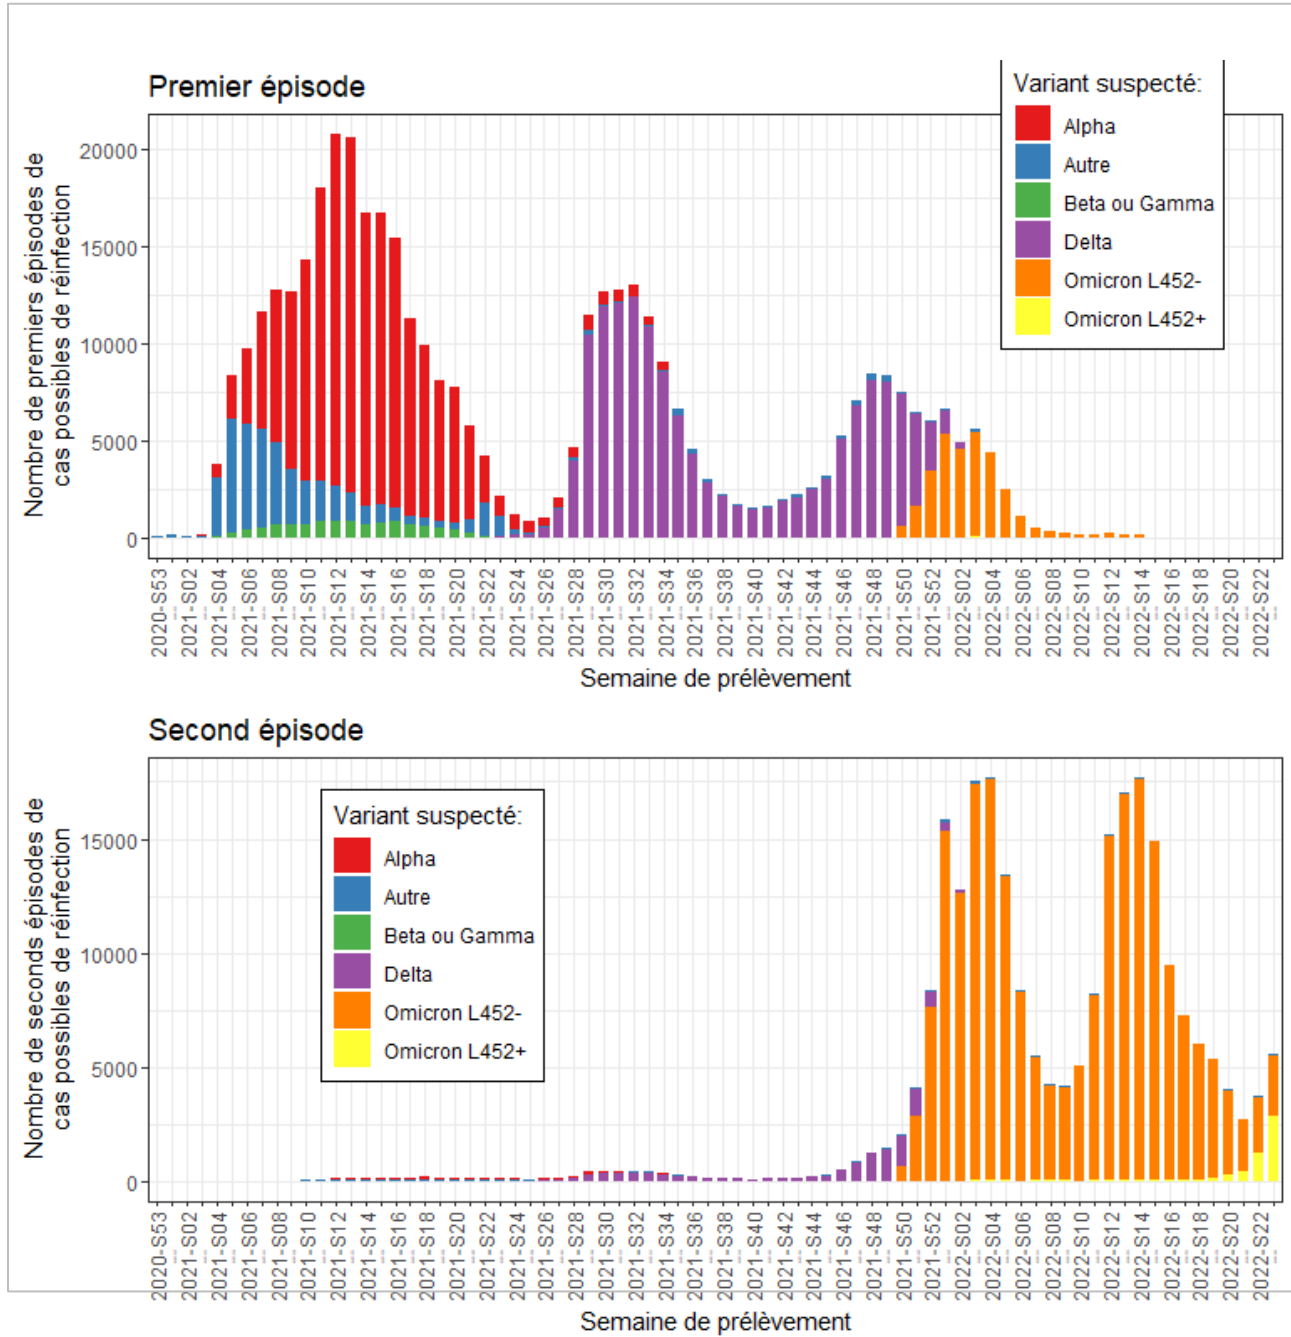 Premier épisode
Variant suspecté:
Alpha
Autre
Beta ou Gamma
Delta
Omicron L452-
Omicron L452+
Nombre de premiers épisodes de
cas possibles de réinfection
20000
15000
10000
5000
0
2020-S53
2021-S02
2021-S04
2021-S06
2021-S08
2021-S10
2021-S12
2021-S14
2021-S16
2021-S18
2021-S20
2021-S22
2021-S24
2021-S26
2021-S28
2021-S30
2021-S32
2021-S34
2021-S36
2021-S38
2021-S40
2021-S42
2021-S44
2021-S46
2021-S48
2021-S50
2021-S52
2022-S02
2022-S04
2022-S06
2022-S08
2022-S10
2022-S12
2022-S14
2022-S16
2022-S18
2022-S20
2022-S22
Semaine de prélèvement
Second épisode
Variant suspecté:
Alpha
Autre
Beta ou Gamma
Delta
Omicron L452-
Omicron L452+
Nombre de seconds épisodes de
cas possibles de réinfection
15000
10000
5000
0
2020-S53
2021-S02
2021-S04
2021-S06
2021-S08
2021-S10
2021-S12
2021-S14
2021-S16
2021-S18
2021-S20
2021-S22
2021-S24
2021-S26
2021-S28
2021-S30
2021-S32
2021-S34
2021-S36
2021-S38
2021-S40
2021-S42
2021-S44
2021-S46
2021-S48
2021-S50
2021-S52
2022-S02
2022-S04
2022-S06
2022-S08
2022-S10
2022-S12
2022-S14
2022-S16
2022-S18
2022-S20
2022-S22
Semaine de prélèvement